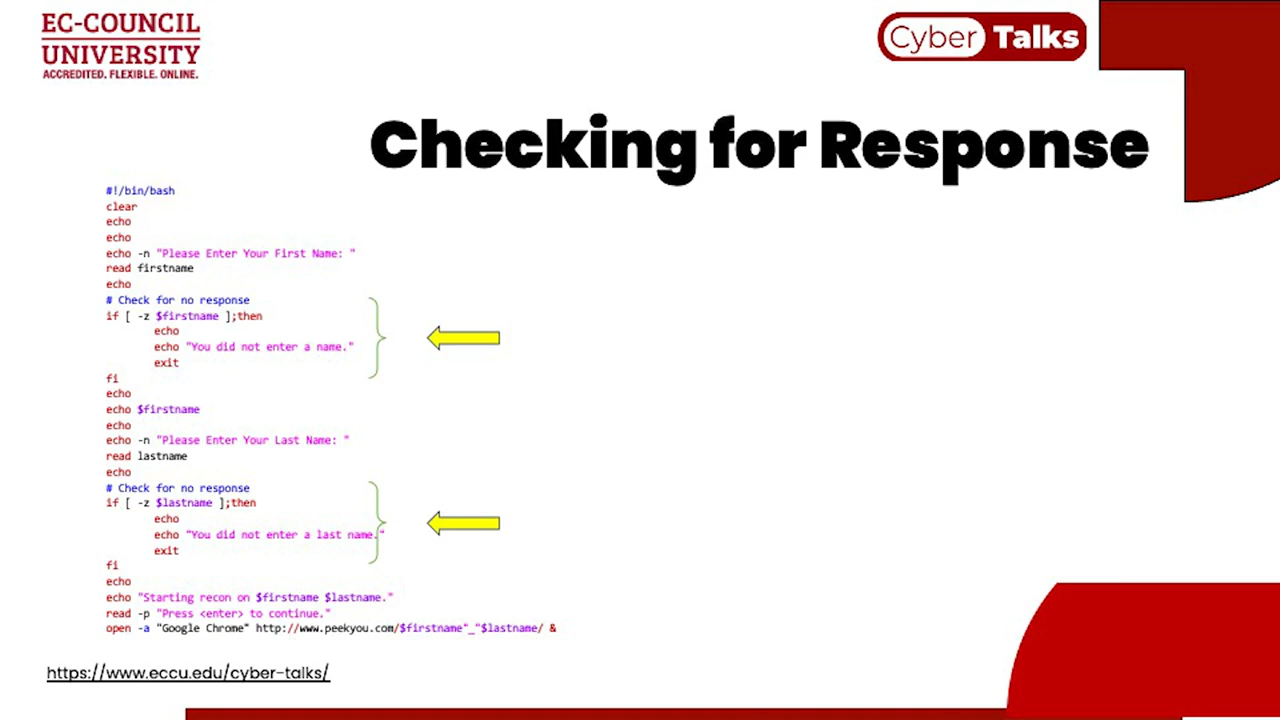 EC-COUNCIL
UNIVERSITY
ACCREDITED. FLEXIBLE. ONLINE.
Cyber Talks
Checking for Response
#!/bin/bash
clear
echo
echo
echo -n "Please Enter Your First Name: "
read firstname
echo
# Check for no response
if [ -z $firstname ];then
echo
echo "You did not enter a name."
exit
fi
echo
echo $firstname
echo
echo -n "Please Enter Your Last Name: "
read lastname
echo
# Check for no response
if [ -z $lastname ];then
echo
echo "You did not enter a last name."
exit
fi
echo
echo "Starting recon on $firstname $lastname."
read -p "Press <enter> to continue."
open -a "Google Chrome" http://www.peekyou.com/$firstname"_"$lastname/ &
https://www.eccu.edu/cyber-talks/